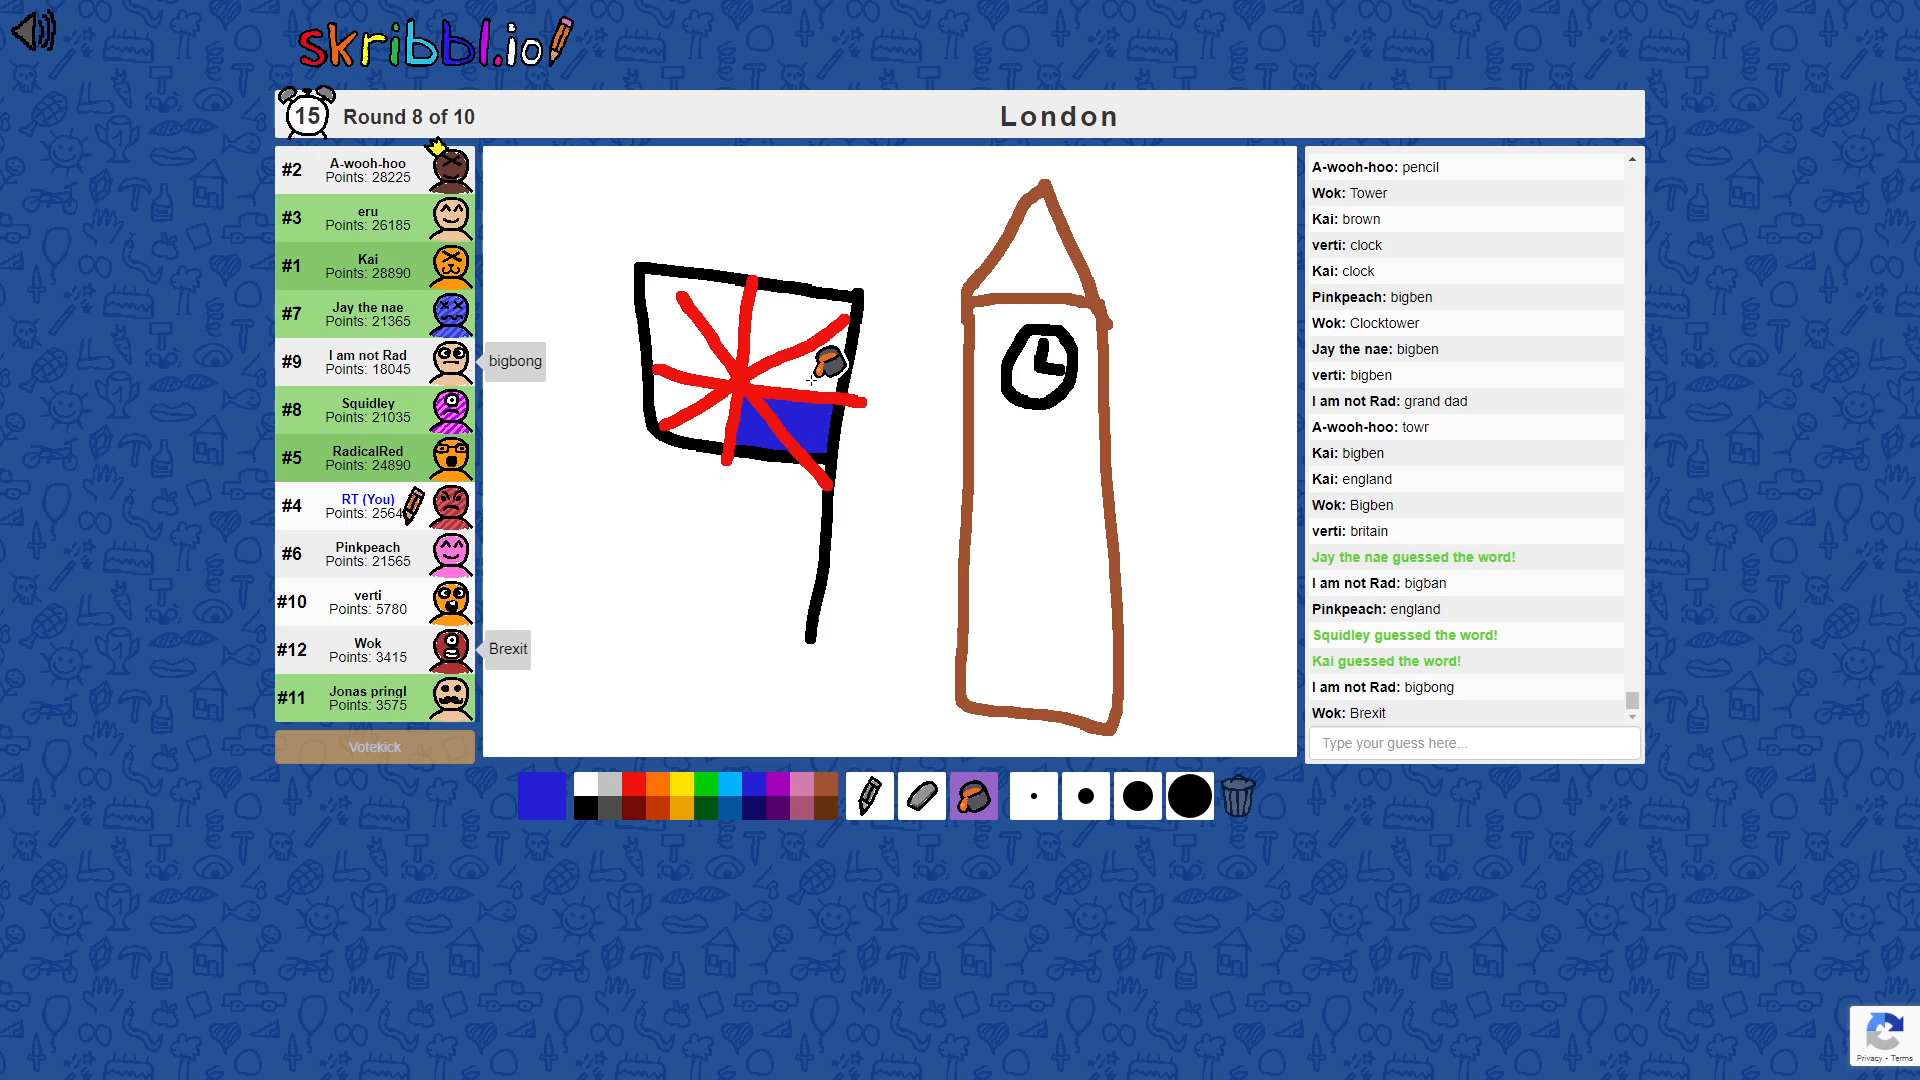 skribbl.io
15
Round 8 of 10
London
#2
A-wooh-hoo
Points: 28225
#3
eru
Points: 26185
#1
Kai
Points: 28890
#7
Jay the nae
Points: 21365
#9
I am not Rad
Points: 18045
bigbong
#8
Squidley
Points: 21035
#5
RadicalRed
Points: 24890
#4
RT (You)
Points: 2564
#6
Pinkpeach
Points: 21565
#10
verti
Points: 5780
#12
Wok
Points: 3415
Brexit
#11
Jonas pringl
Points: 3575
Votekick
A-wooh-hoo: pencil
Wok: Tower
Kai: brown
verti: clock
Kai: clock
Pinkpeach: bigben
Wok: Clocktower
Jay the nae: bigben
verti: bigben
I am not Rad: grand dad
A-wooh-hoo: towr
Kai: bigben
Kai: england
Wok: Bigben
verti: britain
Jay the nae guessed the word!
I am not Rad: bigban
Pinkpeach: england
Squidley guessed the word!
Kai guessed the word!
I am not Rad: bigbong
Wok: Brexit
Type your guess here...
Privacy - Terms